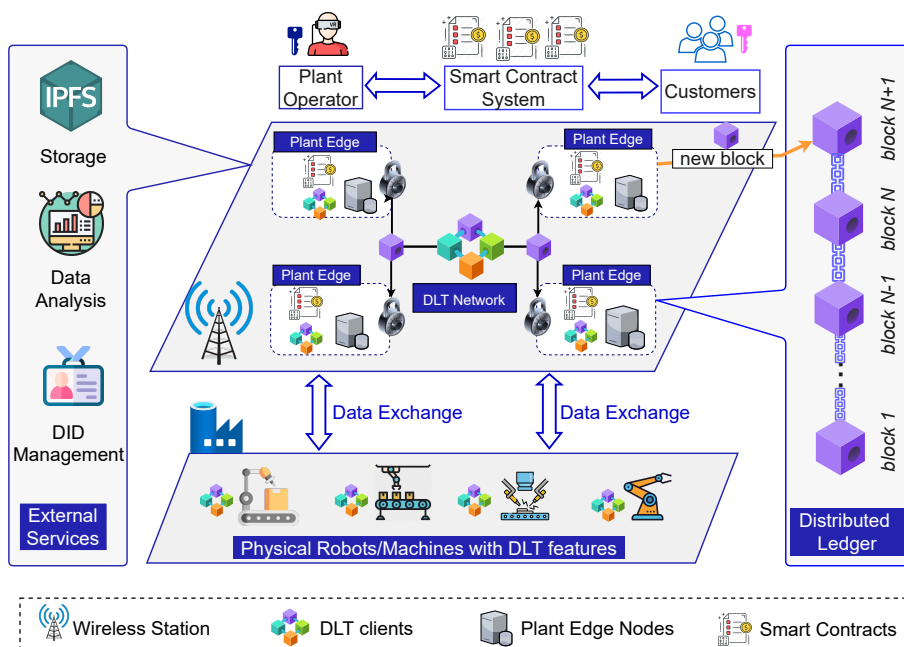 VR
Plant
Operator
Smart Contract
System
Customers
IPFS
Storage
Data
Analysis
DID
Management
External
Services
Plant Edge
Plant Edge
new block
Plant Edge
Plant Edge
DLT Network
Data Exchange
Data Exchange
Physical Robots/Machines with DLT features
block N+1
block N
block N-1
block 1
Distributed
Ledger
Wireless Station
DLT clients
Plant Edge Nodes
Smart Contracts